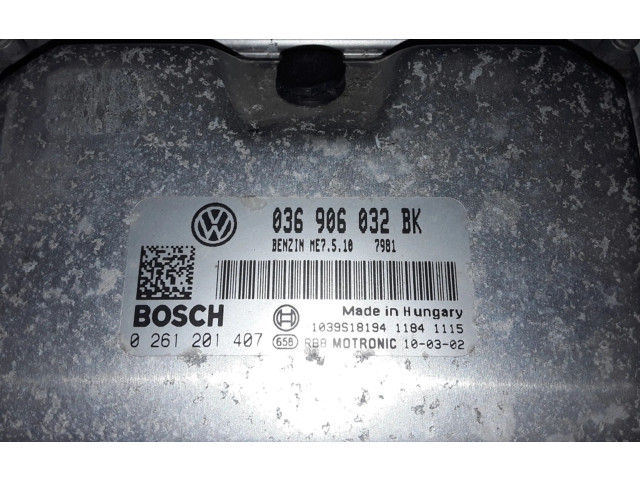 036 906 032 BK
BENZIN ME7.5.10 7981
BOSCH
0 261 201 407
Made in Hungary
1039S18194 1184 1115
658 RBB MOTRONIC 10-03-02